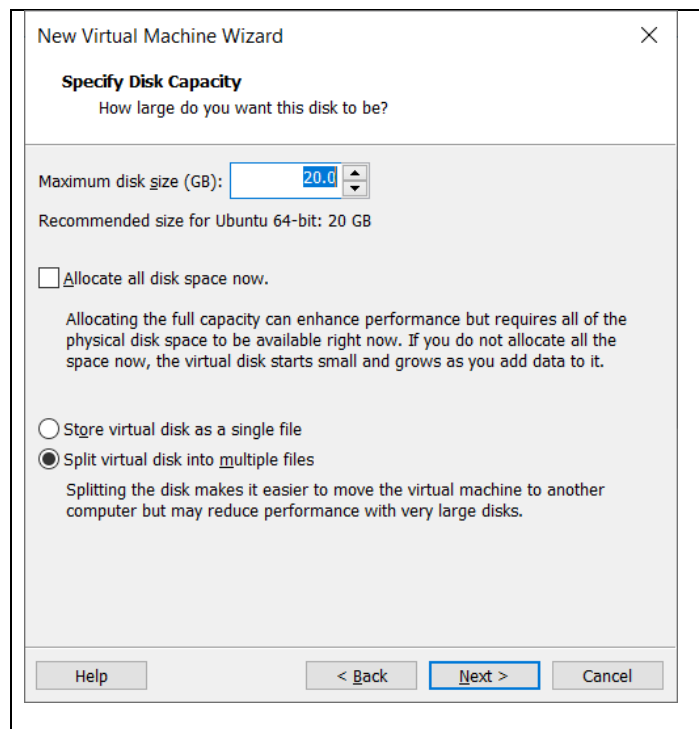 New Virtual Machine Wizard
Specify Disk Capacity
How large do you want this disk to be?
Maximum disk size (GB): 20.0
Recommended size for Ubuntu 64-bit: 20 GB
Allocate all disk space now.
Allocating the full capacity can enhance performance but requires all of the
physical disk space to be available right now. If you do not allocate all the
space now, the virtual disk starts small and grows as you add data to it.
Store virtual disk as a single file
Split virtual disk into multiple files
Splitting the disk makes it easier to move the virtual machine to another
computer but may reduce performance with very large disks.
Help < Back Next > Cancel